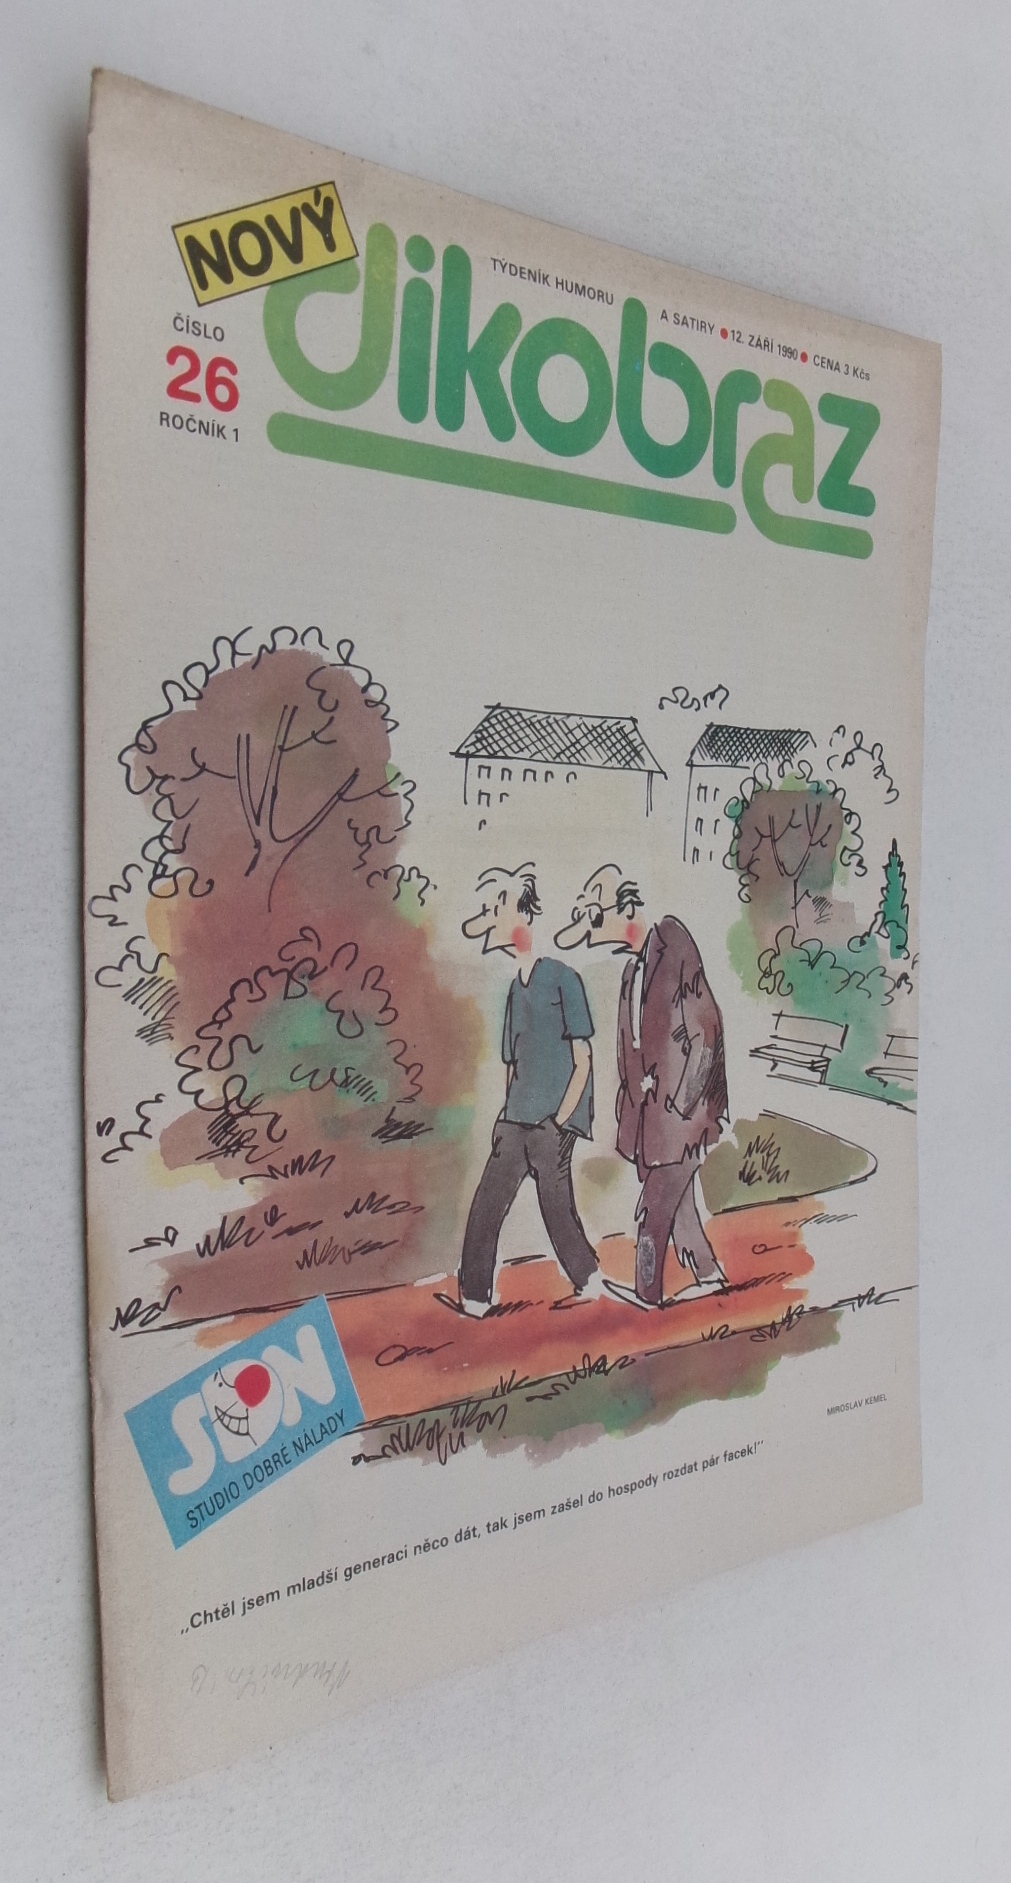 NOVÝ
dikobraz
TÝDENÍK HUMORU A SATIRY ● 12. ZÁŘÍ 1990 ● CENA 3 Kčs
ČÍSLO
26
ROČNÍK 1
SDN
STUDIO DOBRÉ NÁLADY
MIROSLAV KEMEL
„Chtěl jsem mladší generaci něco dát, tak jsem zašel do hospody rozdat pár facek!“